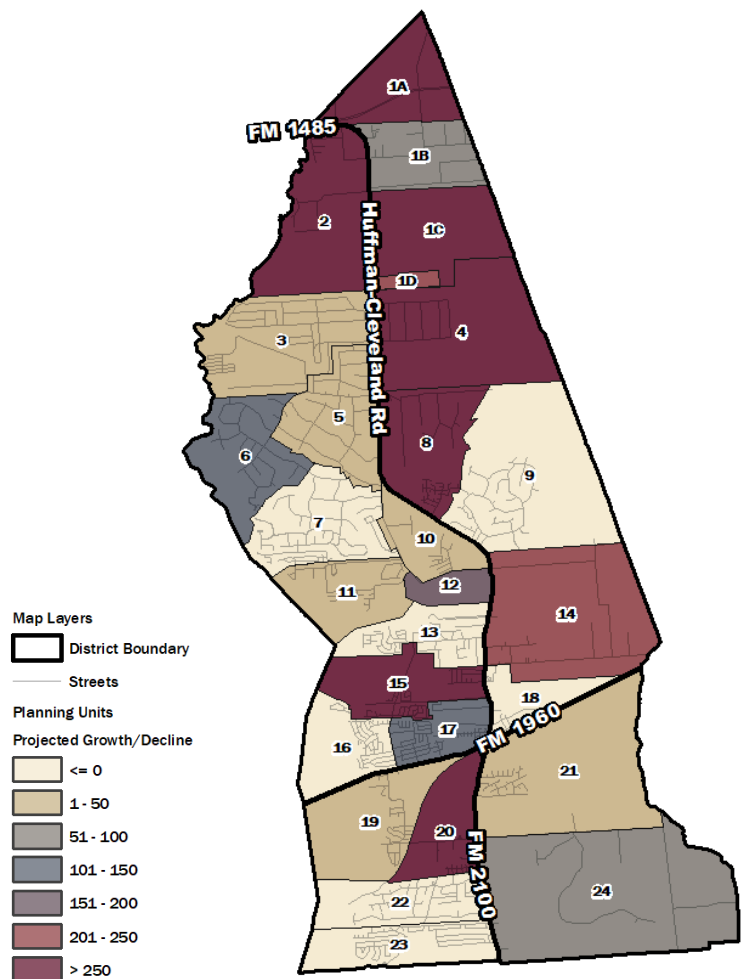 1A
FM 1485
1B
2
Huffman-Cleveland Rd
1C
1D
3
4
5
6
8
9
7
10
11
12
13
14
15
18
16
17
FM 1960
21
19
20
FM 2100
24
22
23
Map Layers
District Boundary
Streets
Planning Units
Projected Growth/Decline
<= 0
1 - 50
51 - 100
101 - 150
151 - 200
201 - 250
> 250